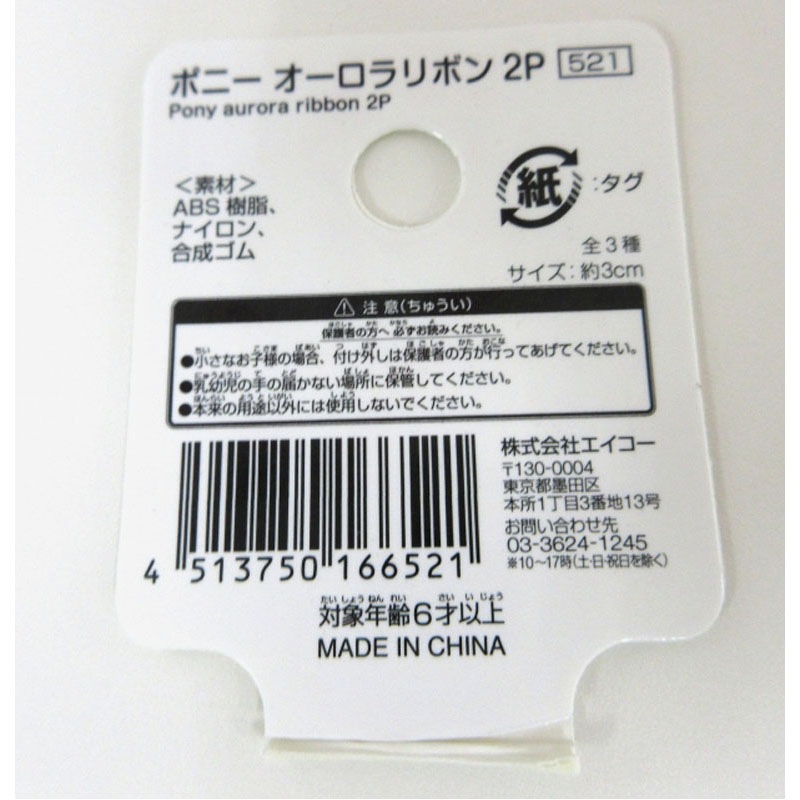 ポニー オーロラリボン 2P 521
Pony aurora ribbon 2P
＜素材＞
ABS 樹脂、
ナイロン、
合成ゴム
紙 :タグ
全3種
サイズ:約3cm
⚠ 注意(ちゅうい)
保護者の方へ 必ずお読みください。
●小さなお子様の場合、付け外しは保護者の方が行ってあげてください。
●乳幼児の手の届かない場所に保管してください。
●本来の用途以外には使用しないでください。
株式会社エイコー
〒130-0004
東京都墨田区
本所1丁目3番地13号
お問い合わせ先
03-3624-1245
※10～17時(土・日・祝日を除く)
4 513750 166521
対象年齢6才以上
MADE IN CHINA